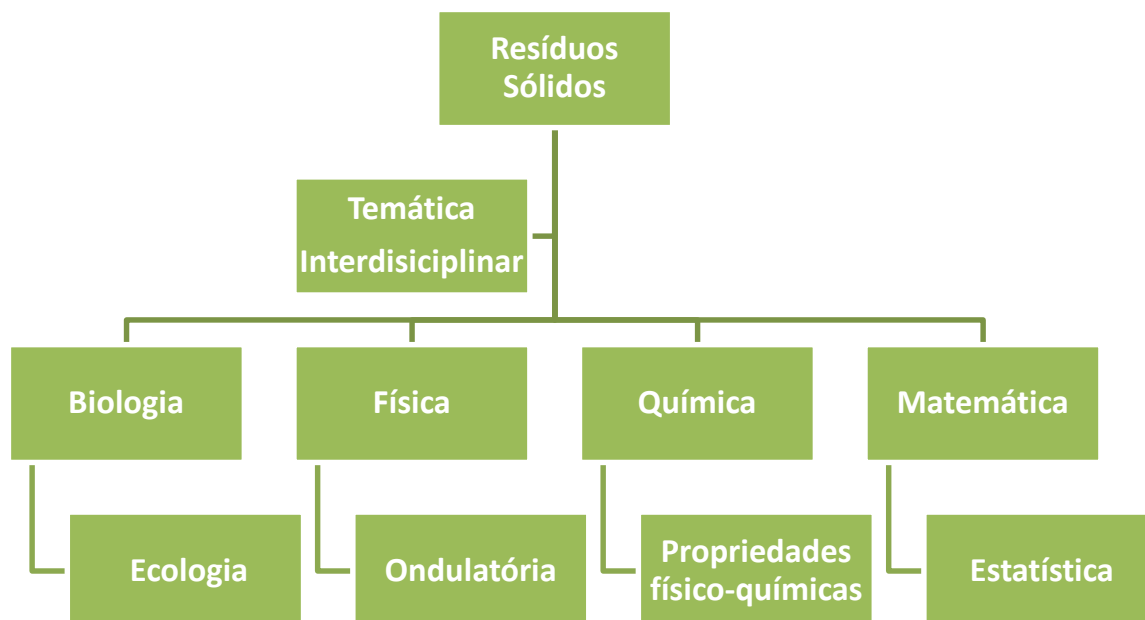 Resíduos
Sólidos
Temática
Interdisiciplinar
Biologia
Física
Química
Matemática
Ecologia
Ondulatória
Propriedades
físico-químicas
Estatística